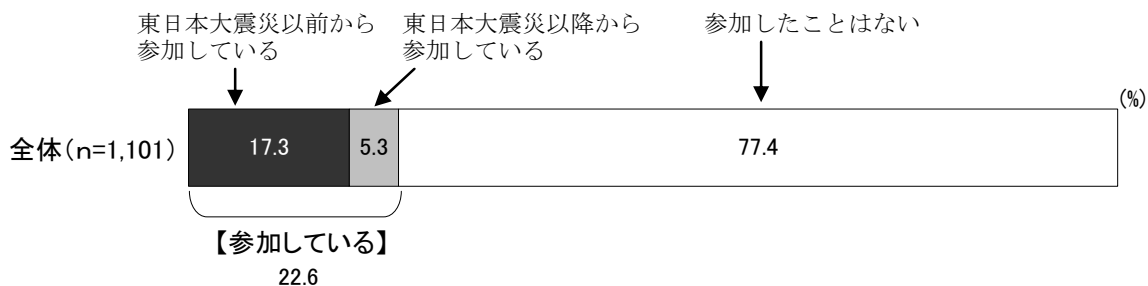 東日本大震災以前から
参加している
東日本大震災以降から
参加している
参加したことはない
(%)
全体(n=1,101)
17.3
5.3
77.4
【参加している】
22.6